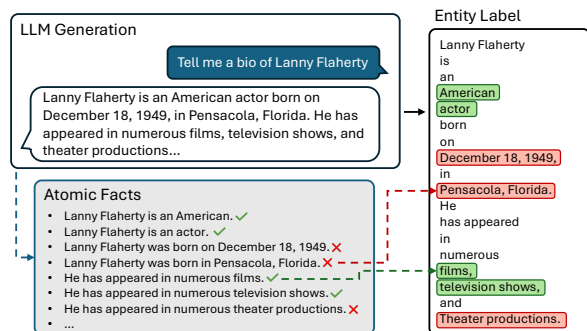 LLM Generation
Tell me a bio of Lanny Flaherty
Lanny Flaherty is an American actor born on
December 18, 1949, in Pensacola, Florida. He has
appeared in numerous films, television shows, and
theater productions...
Atomic Facts
• Lanny Flaherty is an American.
• Lanny Flaherty is an actor.
• Lanny Flaherty was born on December 18, 1949.
• Lanny Flaherty was born in Pensacola, Florida.
• He has appeared in numerous films.
• He has appeared in numerous television shows.
• He has appeared in numerous theater productions.
• ...
Entity Label
Lanny Flaherty
is
an
American
actor
born
on
December 18, 1949,
in
Pensacola, Florida.
He
has appeared
in
numerous
films,
television shows,
and
Theater productions.